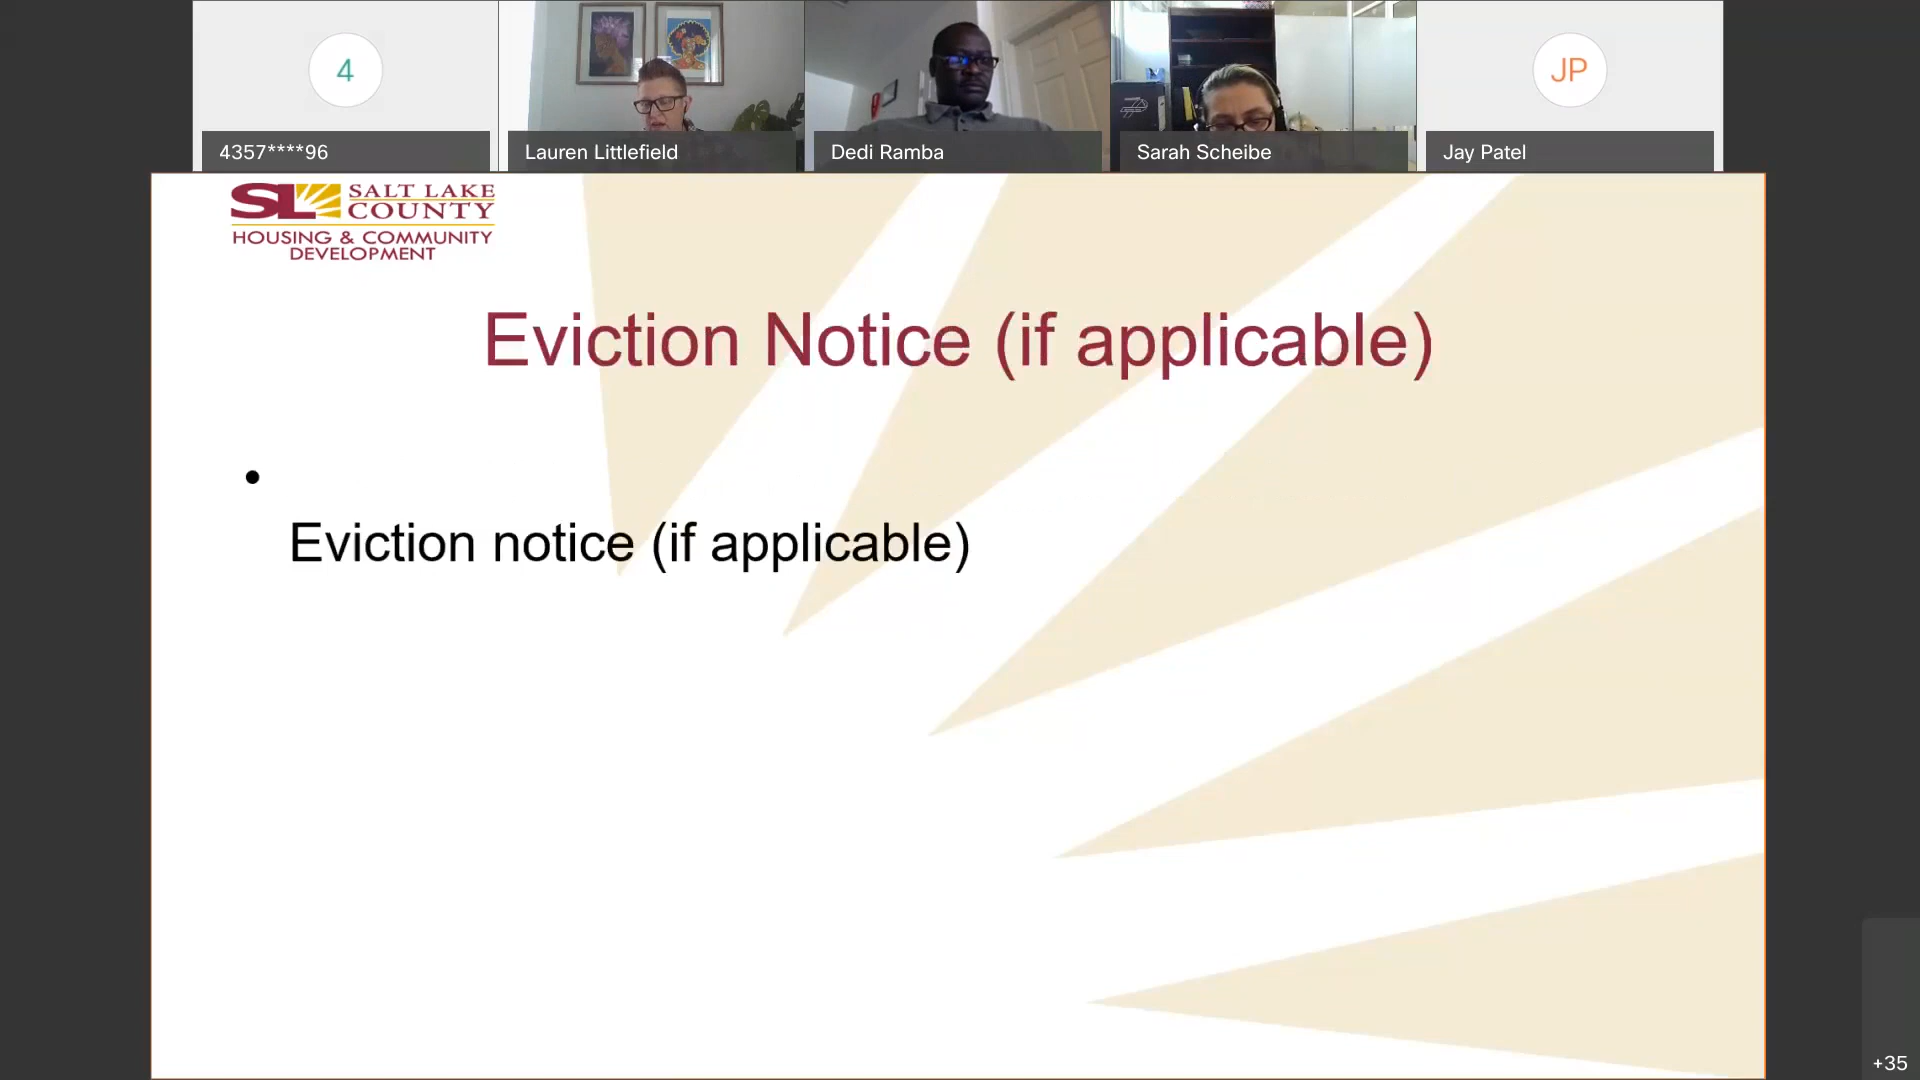 4
JP
4357****96
Lauren Littlefield
Dedi Ramba
Sarah Scheibe
Jay Patel
SL SALT LAKE
COUNTY
HOUSING & COMMUNITY
DEVELOPMENT
Eviction Notice (if applicable)
•
Eviction notice (if applicable)
+35